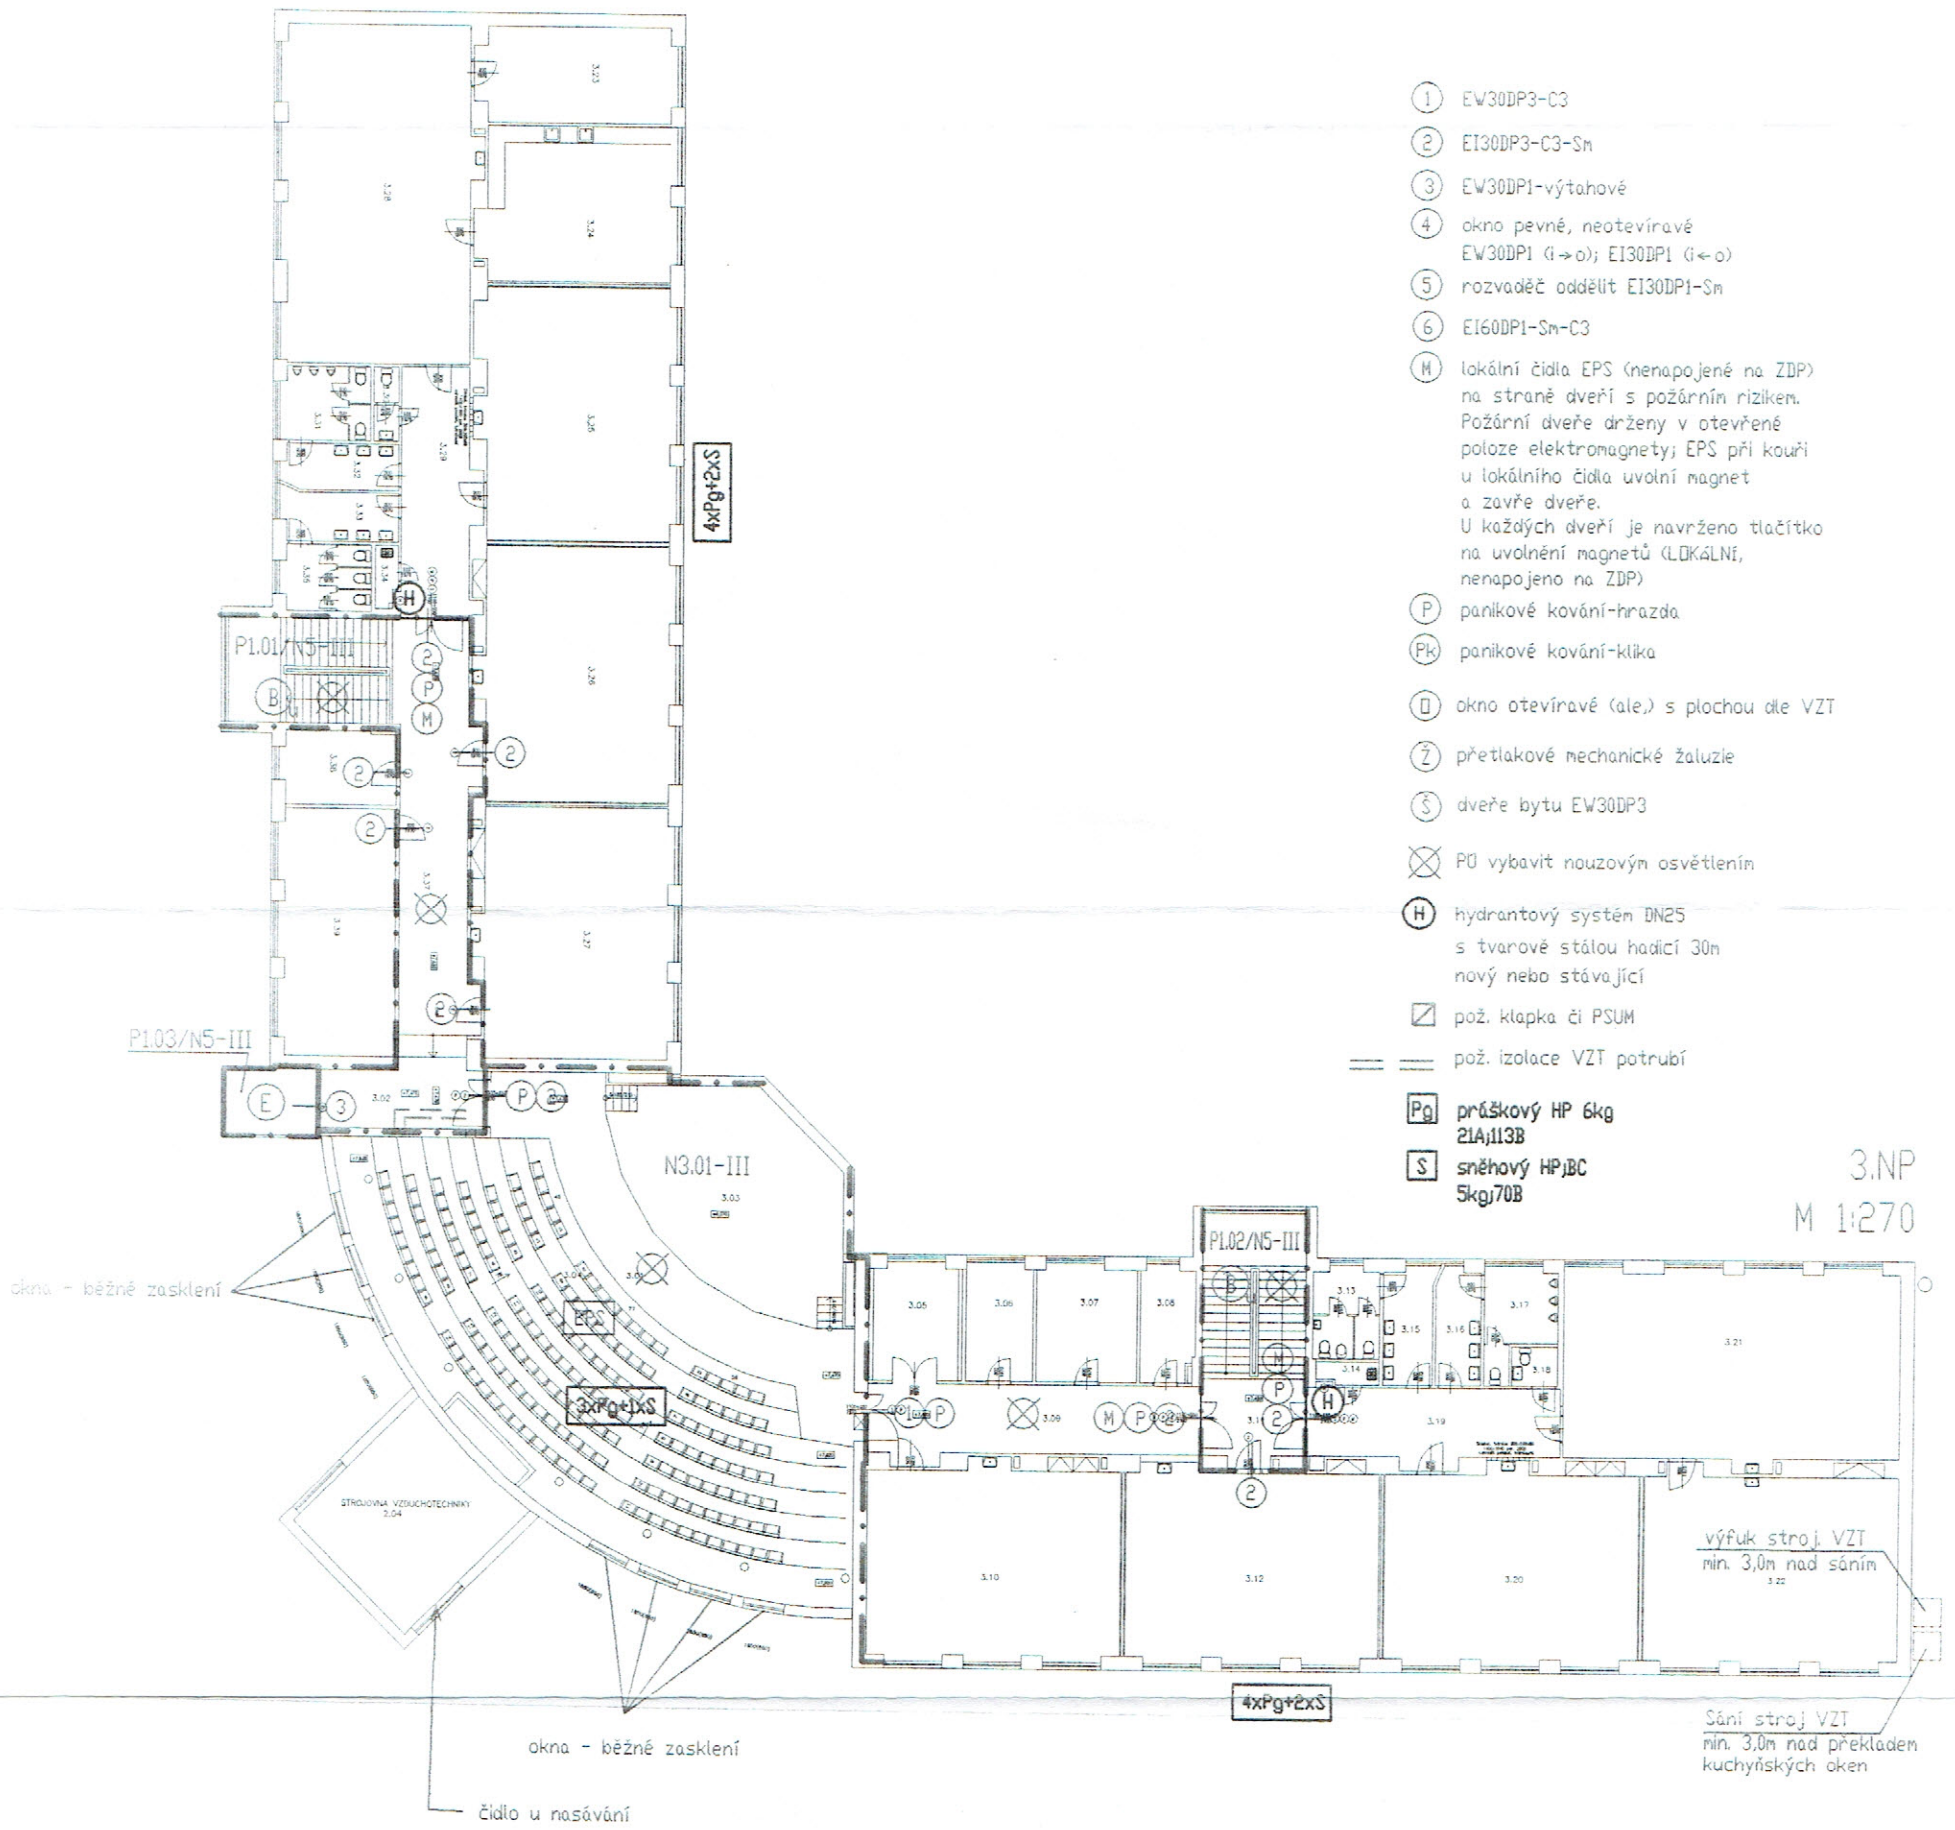 1 EW30DP3-C3
2 EI30DP3-C3-Sm
3 EW30DP1-výtahové
4 okno pevné, neotevíravé
EW30DP1 (i→o); EI30DP1 (i←o)
5 rozvaděč oddělit EI30DP1-Sm
6 EI60DP1-Sm-C3
M lokální čidla EPS (nenapojené na ZDP)
na straně dveří s požárním rizikem.
Požární dveře drženy v otevřené
poloze elektromagnety; EPS při kouři
u lokálního čidla uvolní magnet
a zavře dveře.
U každých dveří je navrženo tlačítko
na uvolnění magnetů (LOKÁLNÍ,
nenapojeno na ZDP)
P panikové kování-hrazda
Pk panikové kování-klika
O okno otevíravé (ale,) s plochou dle VZT
Ž přetlakové mechanické žaluzie
Š dveře bytu EW30DP3
PÚ vybavit nouzovým osvětlením
H hydrantový systém DN25
s tvarově stálou hadicí 30m
nový nebo stávající
pož. klapka či PSUM
pož. izolace VZT potrubí
Pg práškový HP 6kg
21A;113B
S sněhový HP;BC
5kg;70B
3.NP
M 1:270
3.23
3.28
3.24
3.25
3.31
3.29
3.32
3.33
3.34
3.35
4xPg+2xS
H
P1.01/N5-III
B
2
P
M
3.26
2
3.36
2
2
3.37
3.39
3.27
2
P1.03/N5-III
E
3
3.02
P
2
N3.01-III
3.03
EPS
3xPg+1xS
okna - běžné zasklení
STROJOVNA VZDUCHOTECHNIKY
2.04
okna - běžné zasklení
čidlo u nasávání
P1.02/N5-III
B
3.05
3.06
3.07
3.08
3.13
3.14
3.15
3.16
3.17
3.18
3.21
1
P
3.09
M
P
2
M
P
2
H
3.19
2
3.10
3.12
3.20
3.22
výfuk stroj. VZT
min. 3,0m nad sáním
4xPg+2xS
Sání stroj VZT
min. 3,0m nad překladem
kuchyňských oken